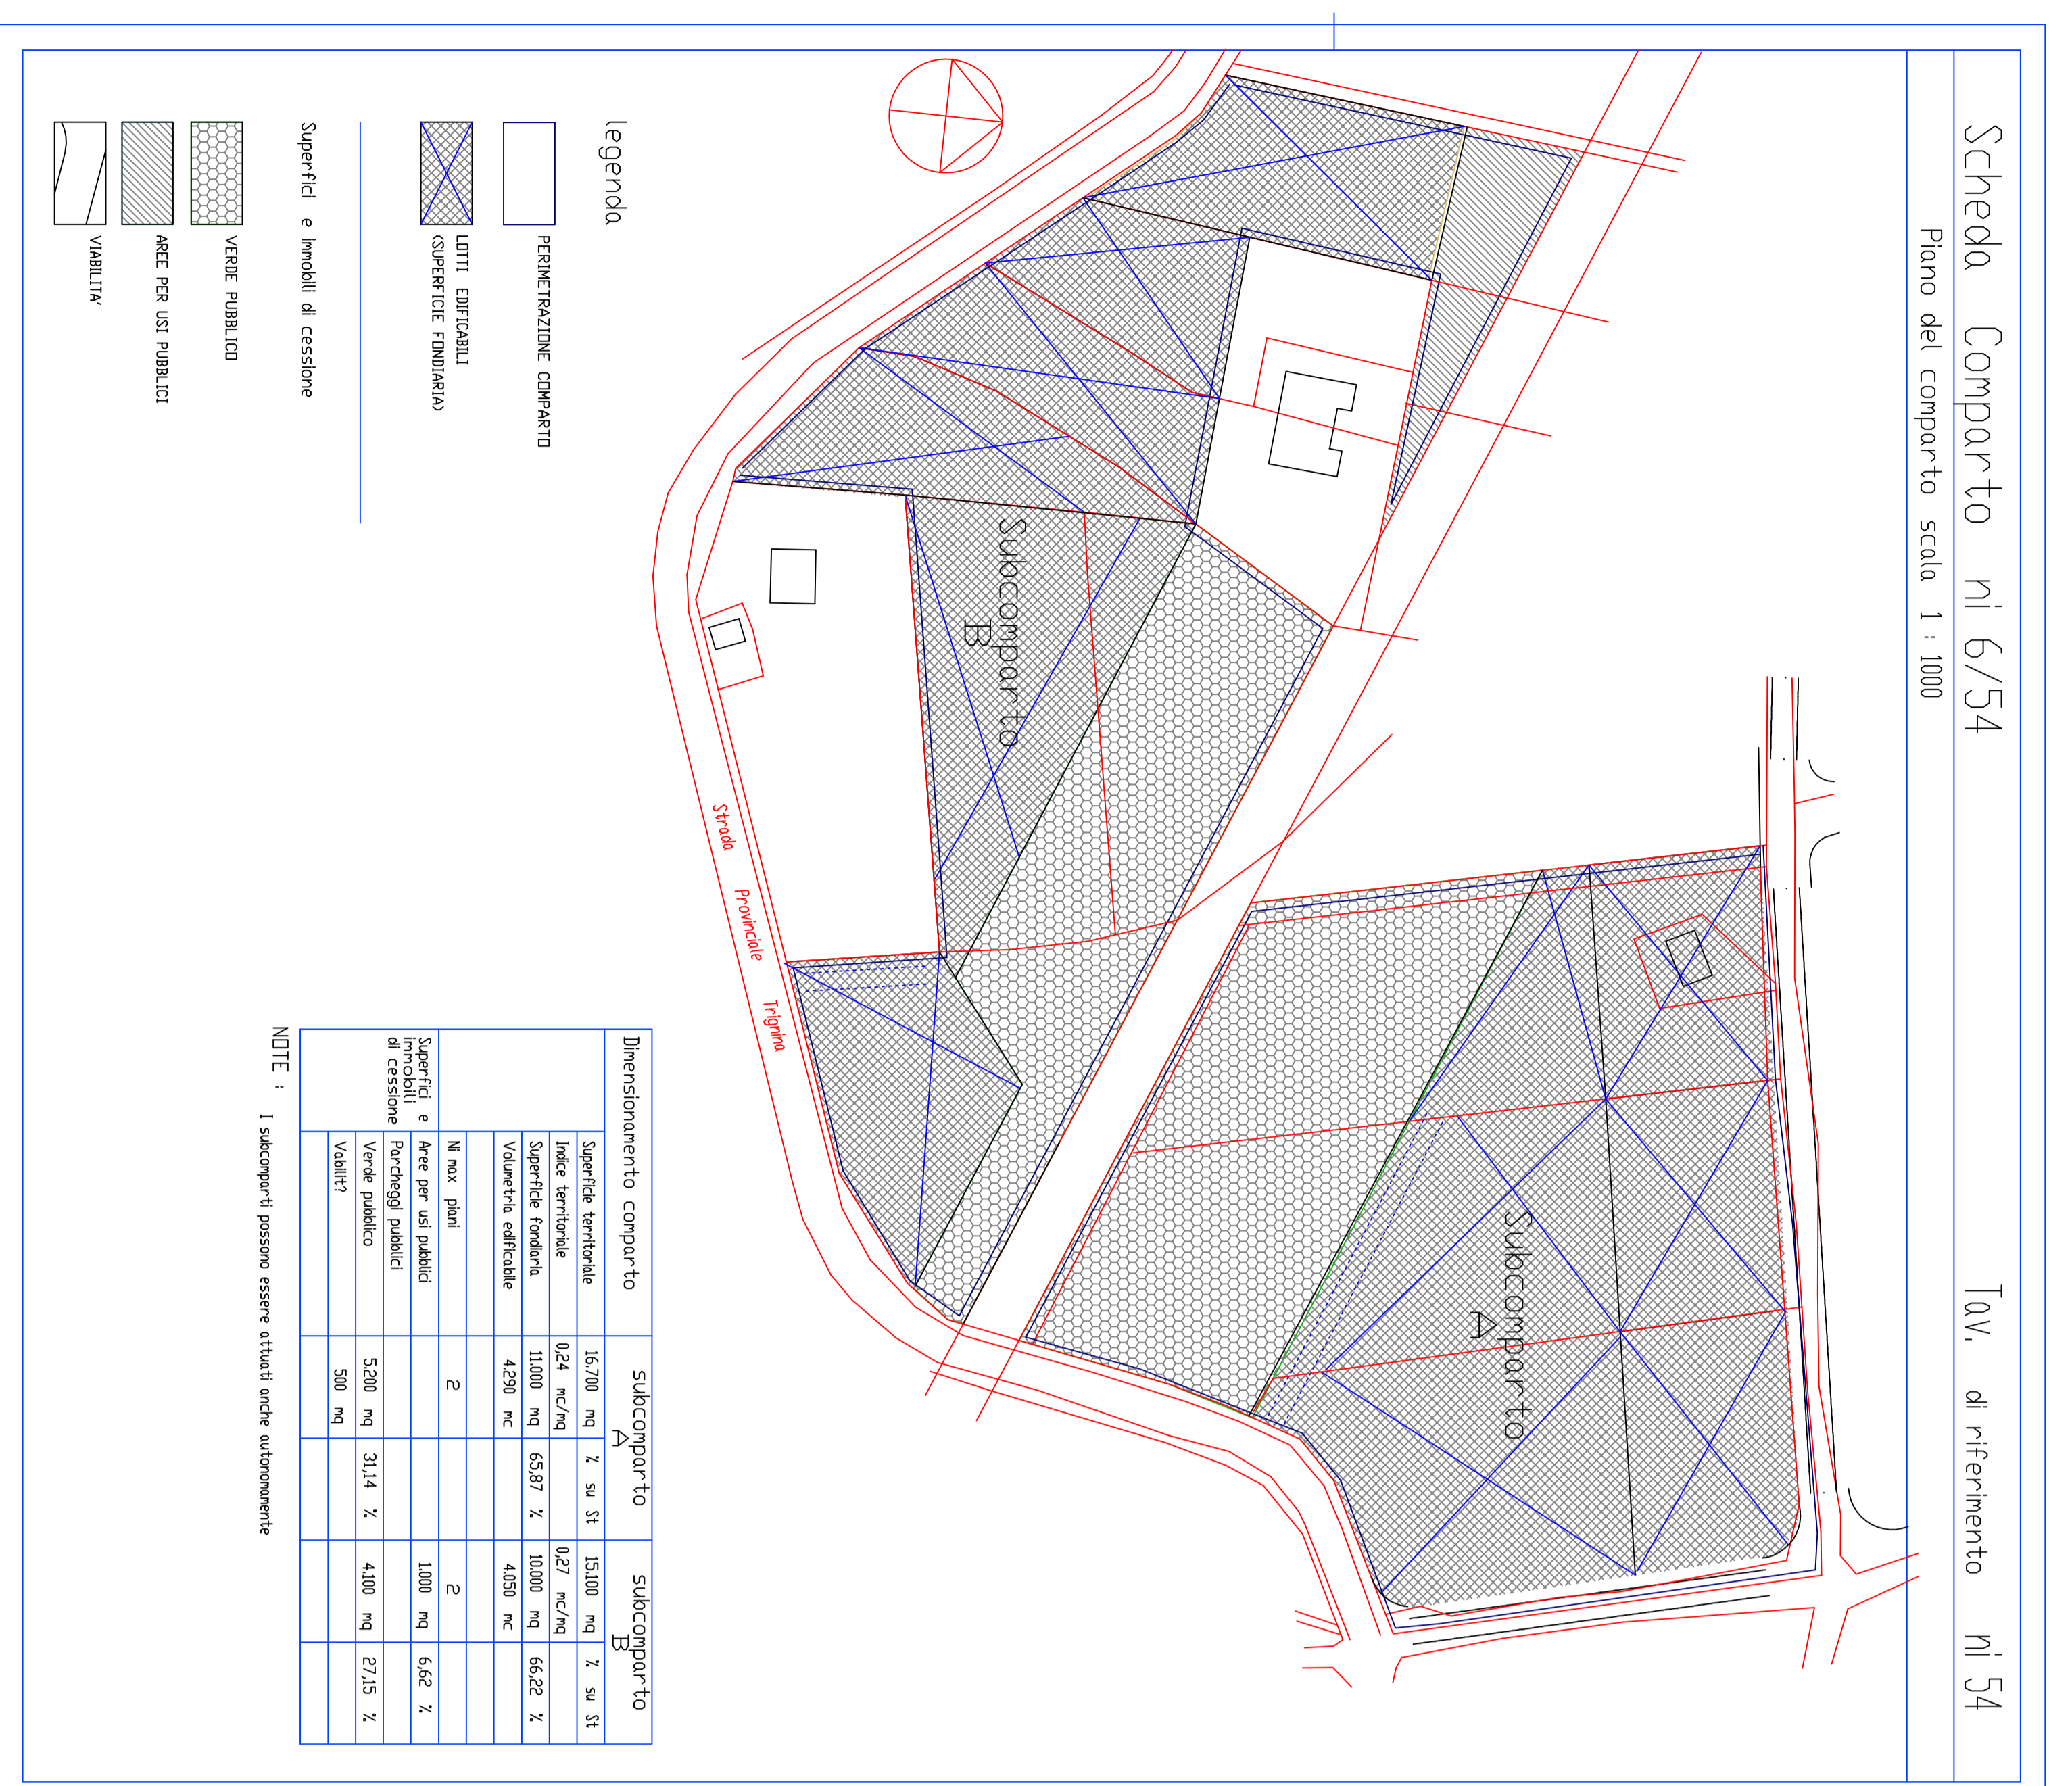 Scheda Comparto ni 6/54 Tav. di riferimento ni 54
Piano del comparto scala 1 : 1000
legenda
PERIMETRAZIONE COMPARTO
LOTTI EDIFICABILI
(SUPERFICIE FONDIARIA)
Superfici e immobili di cessione
VERDE PUBBLICO
AREE PER USI PUBBLICI
VIABILITA'
Subcomparto
A
Subcomparto
B
Strada Provinciale Trignina
Dimensionamento comparto subcomparto A subcomparto B
Superficie territoriale 16.700 mq % su St 15.100 mq % su St
Indice territoriale 0,24 mc/mq 0,27 mc/mq
Superficie fondiaria 11.000 mq 65,87 % 10.000 mq 66,22 %
Volumetria edificabile 4.290 mc 4.050 mc
Ni max piani 2 2
Superfici e
immobili
di cessione
Aree per usi pubblici 1.000 mq 6,62 %
Parcheggi pubblici
Verde pubblico 5.200 mq 31,14 % 4.100 mq 27,15 %
Vabilit? 500 mq
NOTE : I subcomparti possono essere attuati anche autonomamente